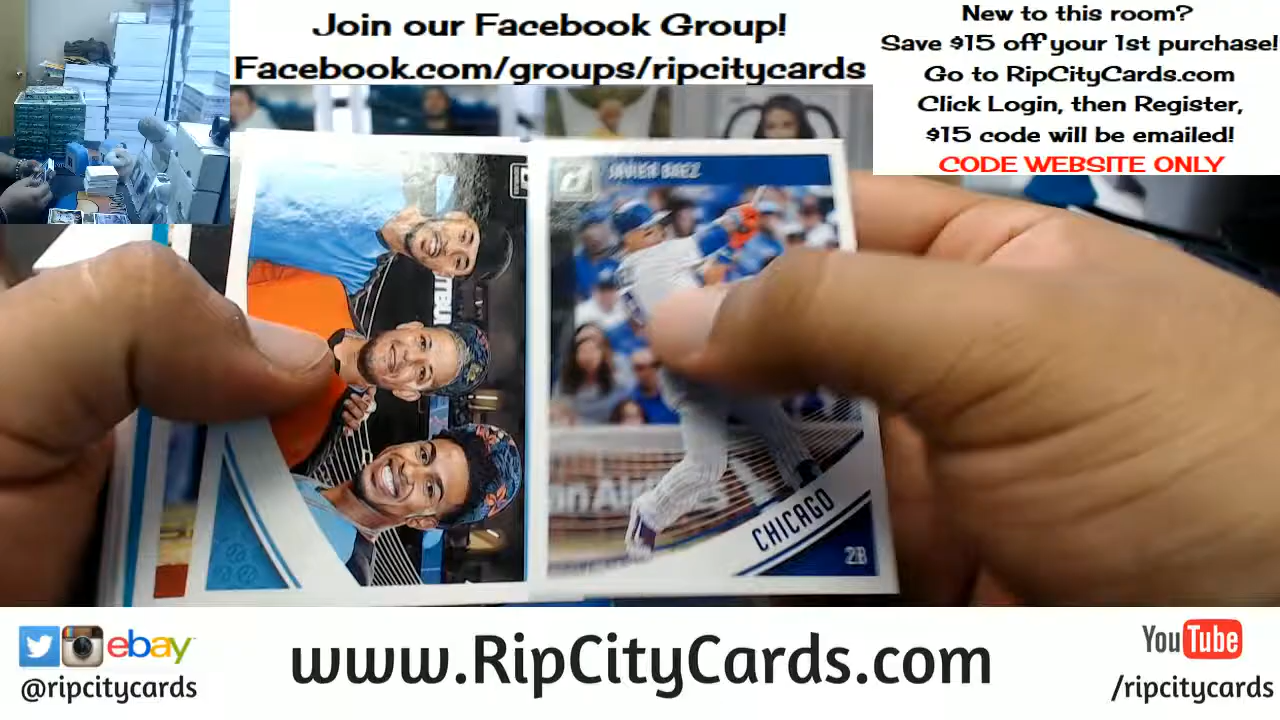 Join our Facebook Group!
Facebook.com/groups/ripcitycards
New to this room?
Save $15 off your 1st purchase!
Go to RipCityCards.com
Click Login, then Register,
$15 code will be emailed!
CODE WEBSITE ONLY
JAVIER BAEZ
CHICAGO
2B
ebay
@ripcitycards
www.RipCityCards.com
YouTube
/ripcitycards